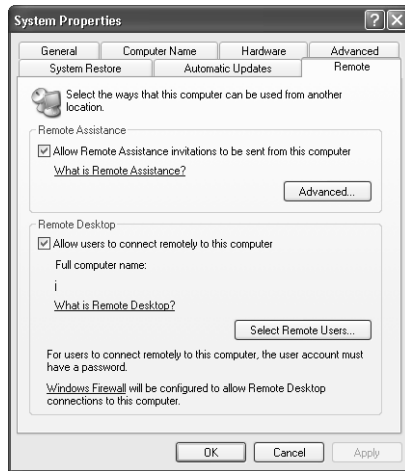 System Properties
General Computer Name Hardware Advanced
System Restore Automatic Updates Remote
Select the ways that this computer can be used from another
location.
Remote Assistance
Allow Remote Assistance invitations to be sent from this computer
What is Remote Assistance?
Advanced...
Remote Desktop
Allow users to connect remotely to this computer
Full computer name:
i
What is Remote Desktop?
Select Remote Users...
For users to connect remotely to this computer, the user account must
have a password.
Windows Firewall will be configured to allow Remote Desktop
connections to this computer.
OK Cancel Apply